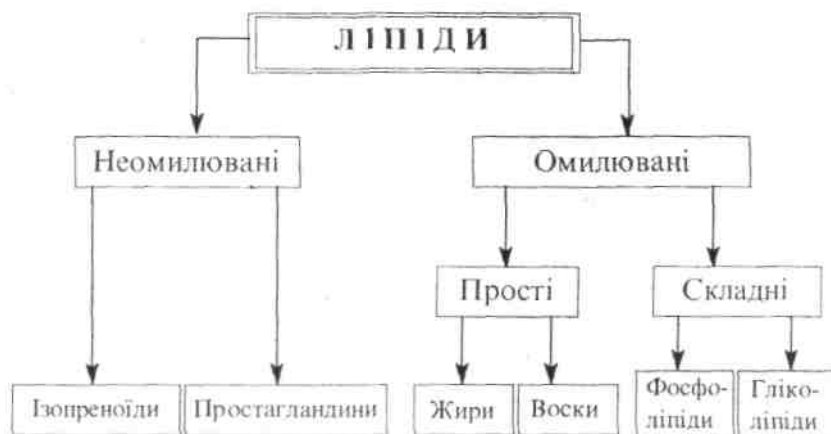 ЛІПІДИ
Неомилювані
Омилювані
Прості
Складні
Ізопреноїди
Простагландини
Жири
Воски
Фосфо-
ліпіди
Гліко-
ліпіди